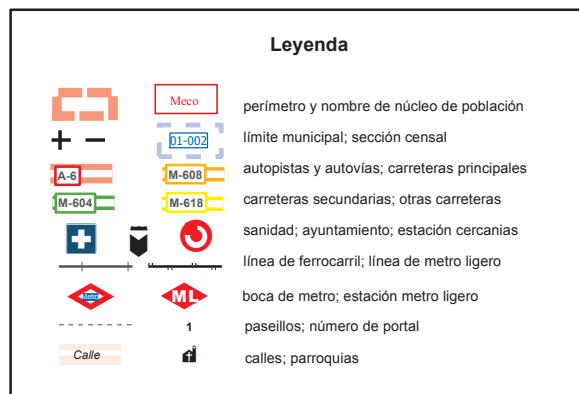 Leyenda
Meco
perímetro y nombre de núcleo de población
01-002
límite municipal; sección censal
A-6 M-608
autopistas y autovías; carreteras principales
M-604 M-618
carreteras secundarias; otras carreteras
sanidad; ayuntamiento; estación cercanias
línea de ferrocarril; línea de metro ligero
Metro ML
boca de metro; estación metro ligero
1
paseillos; número de portal
Calle
calles; parroquias